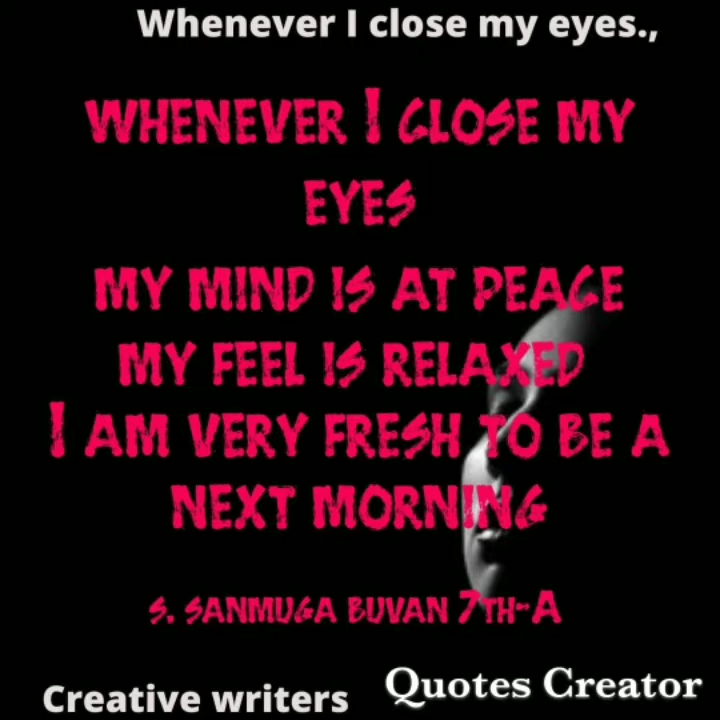 Whenever I close my eyes.,
WHENEVER I CLOSE MY
EYES
MY MIND IS AT PEACE
MY FEEL IS RELAXED
I AM VERY FRESH TO BE A
NEXT MORNING
S. SANMUGA BUVAN 7TH-A
Creative writers Quotes Creator